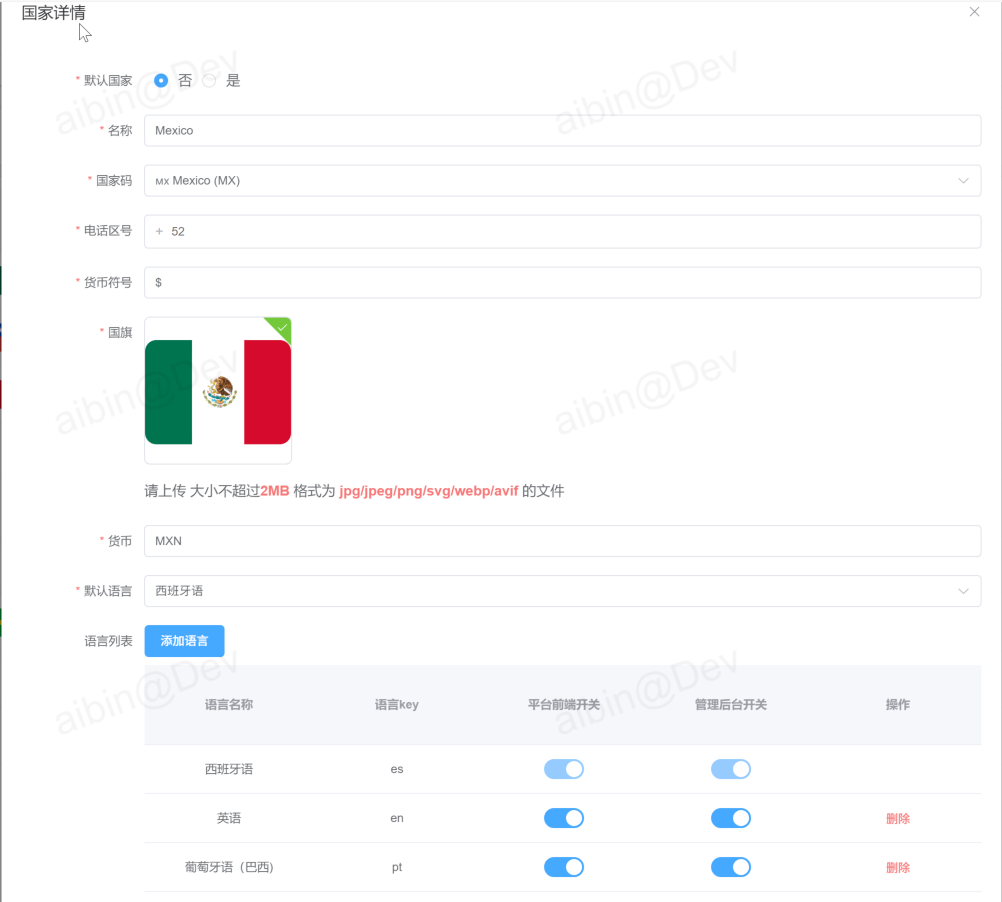 国家详情
* 默认国家 否 是
* 名称 Mexico
* 国家码 MX Mexico (MX)
* 电话区号 + 52
* 货币符号 $
* 国旗
请上传 大小不超过2MB 格式为 jpg/jpeg/png/svg/webp/avif 的文件
* 货币 MXN
* 默认语言 西班牙语
语言列表 添加语言
语言名称 语言key 平台前端开关 管理后台开关 操作
西班牙语 es
英语 en 删除
葡萄牙语（巴西) pt 删除
aibin@Dev
aibin@Dev
aibin@Dev
aibin@Dev
aibin@Dev
aibin@Dev